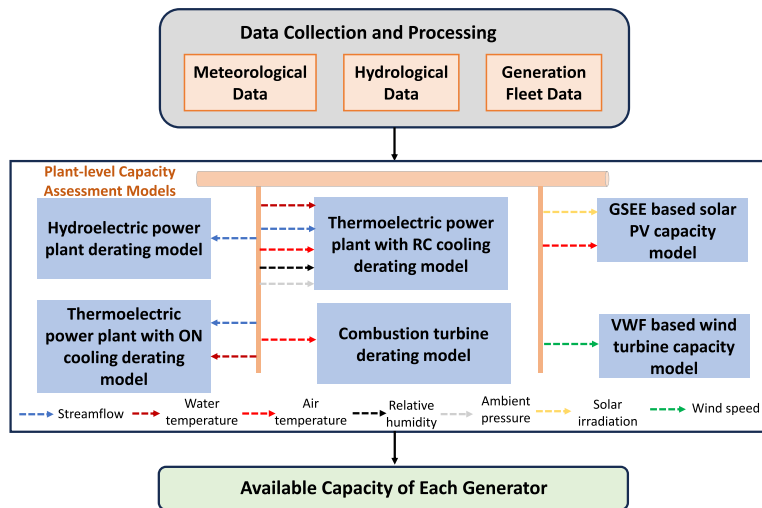 Data Collection and Processing
Meteorological
Data
Hydrological
Data
Generation
Fleet Data
Plant-level Capacity
Assessment Models
Hydroelectric power
plant derating model
Thermoelectric power
plant with RC cooling
derating model
GSEE based solar
PV capacity
model
Thermoelectric
power plant with ON
cooling derating
model
Combustion turbine
derating model
VWF based wind
turbine capacity
model
Streamflow
Water
temperature
Air
temperature
Relative
humidity
Ambient
pressure
Solar
irradiation
Wind speed
Available Capacity of Each Generator